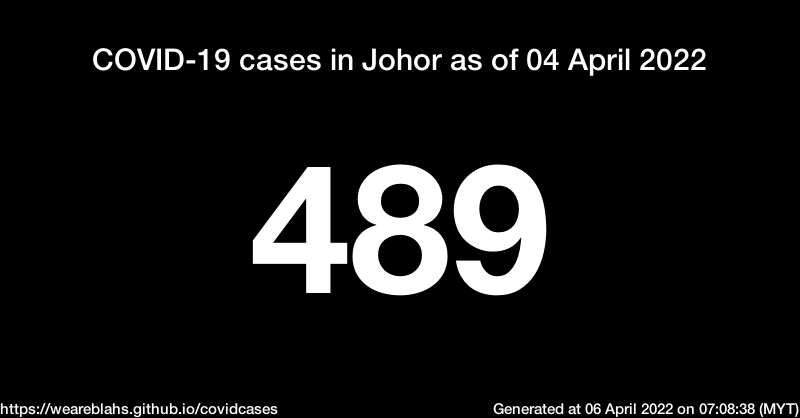 COVID-19 cases in Johor as of 04 April 2022
489
https://weareblahs.github.io/covidcases
Generated at 06 April 2022 on 07:08:38 (MYT)